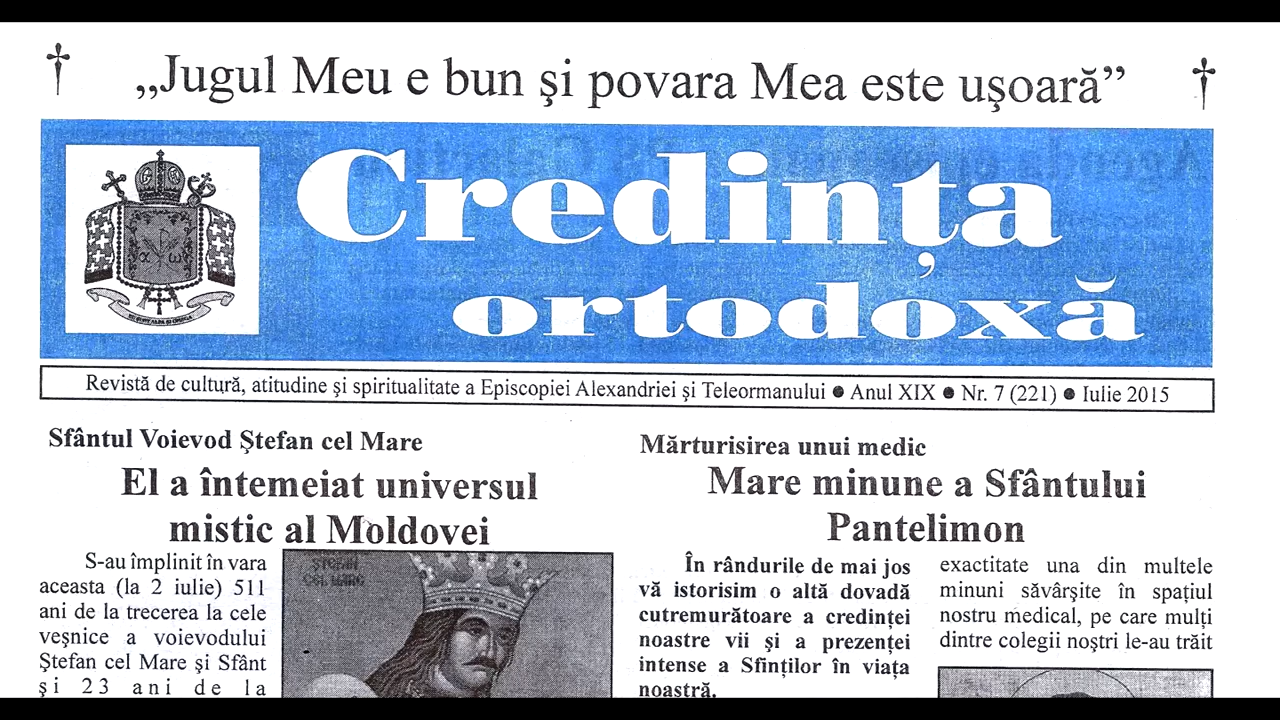 † „Jugul Meu e bun şi povara Mea este uşoară” †
Credinţa
ortodoxă
Revistă de cultură, atitudine şi spiritualitate a Episcopiei Alexandriei şi Teleormanului ● Anul XIX ● Nr. 7 (221) ● Iulie 2015
Sfântul Voievod Ştefan cel Mare
El a întemeiat universul
mistic al Moldovei
S-au împlinit în vara
aceasta (la 2 iulie) 511
ani de la trecerea la cele
veşnice a voievodului
Ştefan cel Mare şi Sfânt
şi 23 ani de la
STEFAN
CEL MARE
Mărturisirea unui medic
Mare minune a Sfântului
Pantelimon
În rândurile de mai jos
vă istorisim o altă dovadă
cutremurătoare a credinţei
noastre vii şi a prezenţei
intense a Sfinţilor în viaţa
noastră.
exactitate una din multele
minuni săvârşite în spaţiul
nostru medical, pe care mulţi
dintre colegii noştri le-au trăit